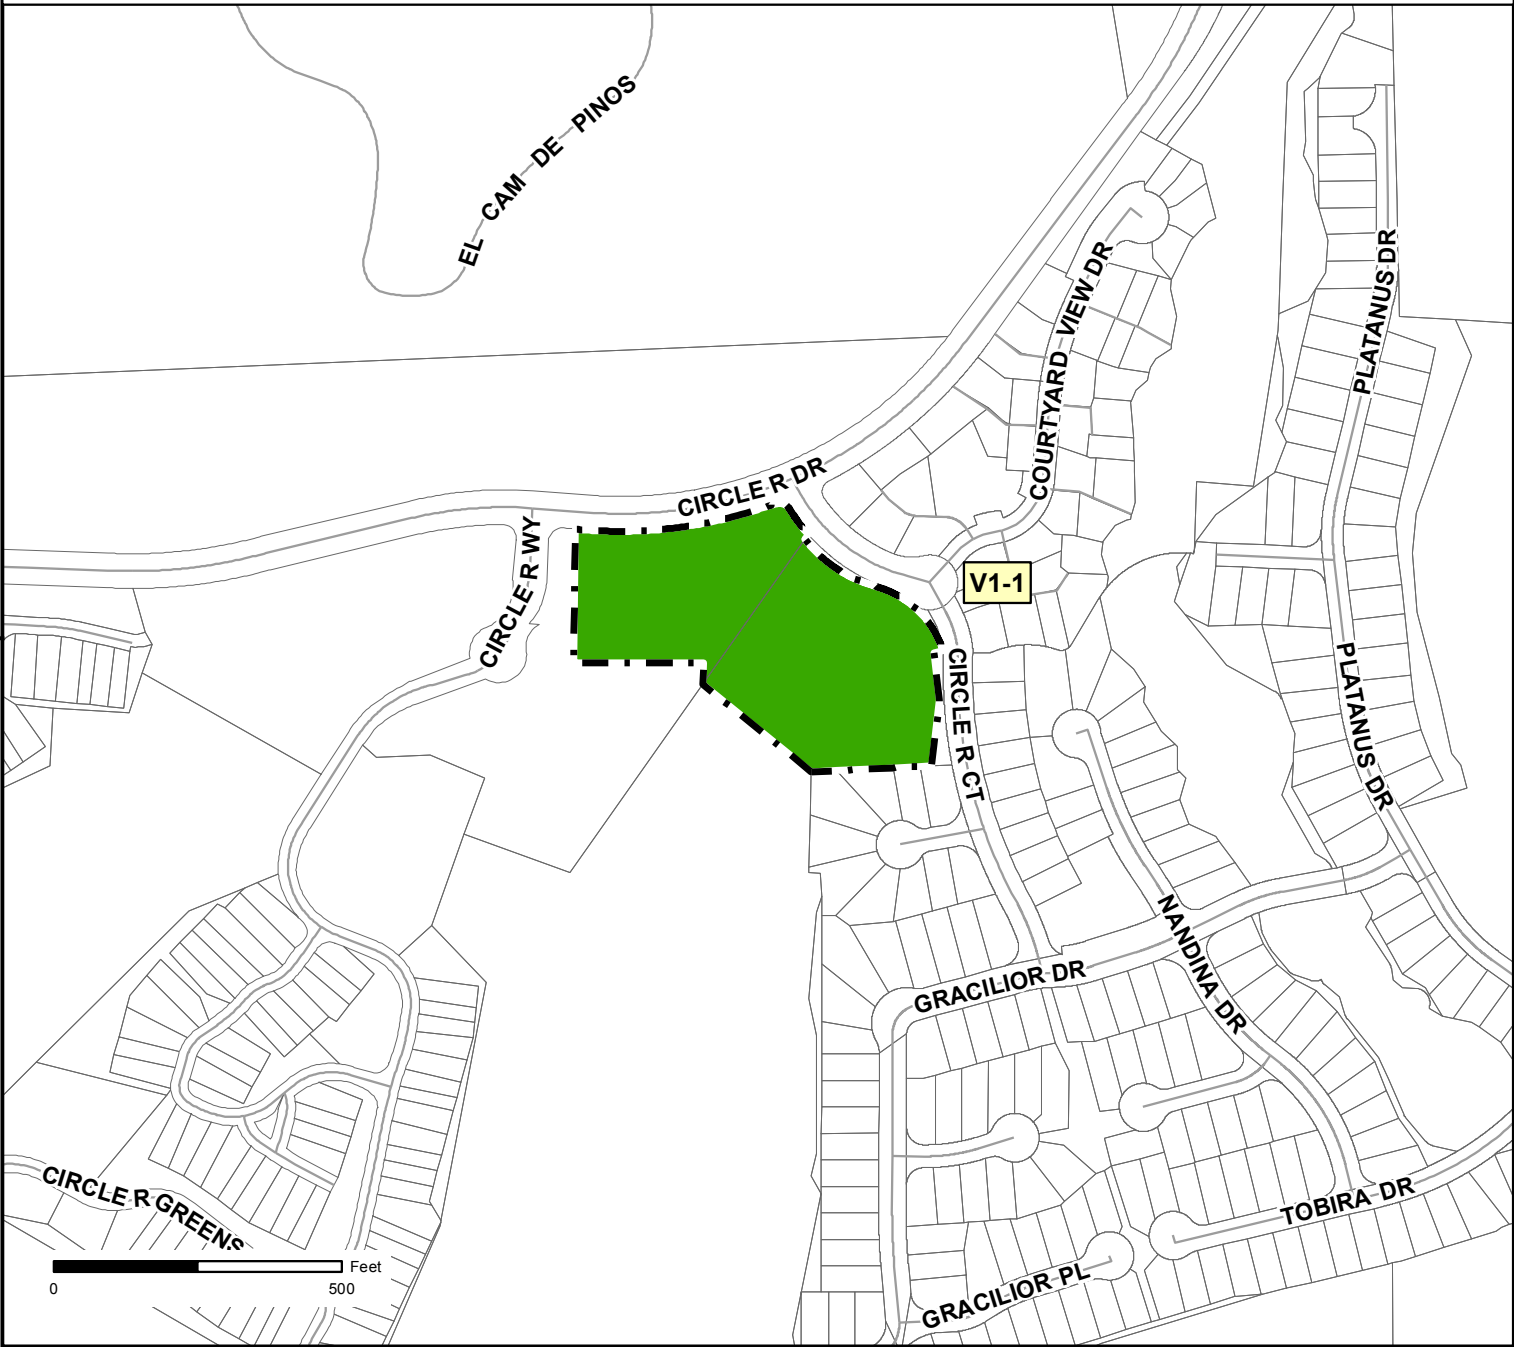 EL CAM DE PINOS
PLATANUS DR
COURTYARD VIEW DR
CIRCLE R DR
CIRCLE R WY
V1-1
CIRCLE R CT
PLATANUS DR
NANDINA DR
GRACILIOR DR
CIRCLE R GREENS
TOBIRA DR
GRACILIOR PL
Feet
0 500